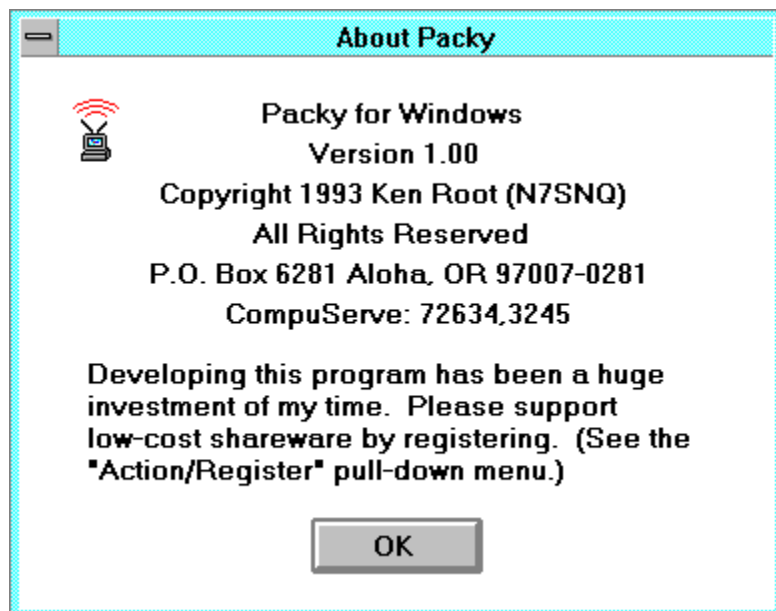 About Packy
Packy for Windows
Version 1.00
Copyright 1993 Ken Root (N7SNQ)
All Rights Reserved
P.O. Box 6281 Aloha, OR 97007-0281
CompuServe: 72634,3245
Developing this program has been a huge
investment of my time.  Please support
low-cost shareware by registering.  (See the
"Action/Register" pull-down menu.)
OK